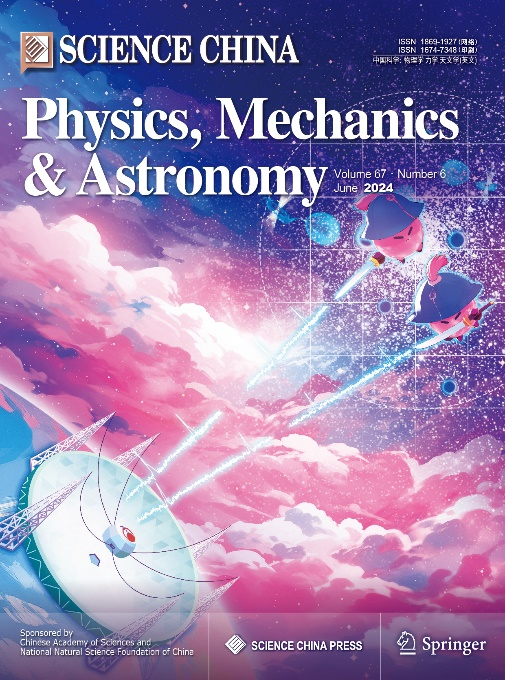 SCIENCE CHINA
ISSN 1869-1927(网络)
ISSN 1674-7348(印刷)
中国科学: 物理学 力学 天文学(英文)
Physics, Mechanics
& Astronomy
Volume 67 · Number 6
June 2024
Sponsored by
Chinese Academy of Sciences and
National Natural Science Foundation of China
SCIENCE CHINA PRESS
Springer